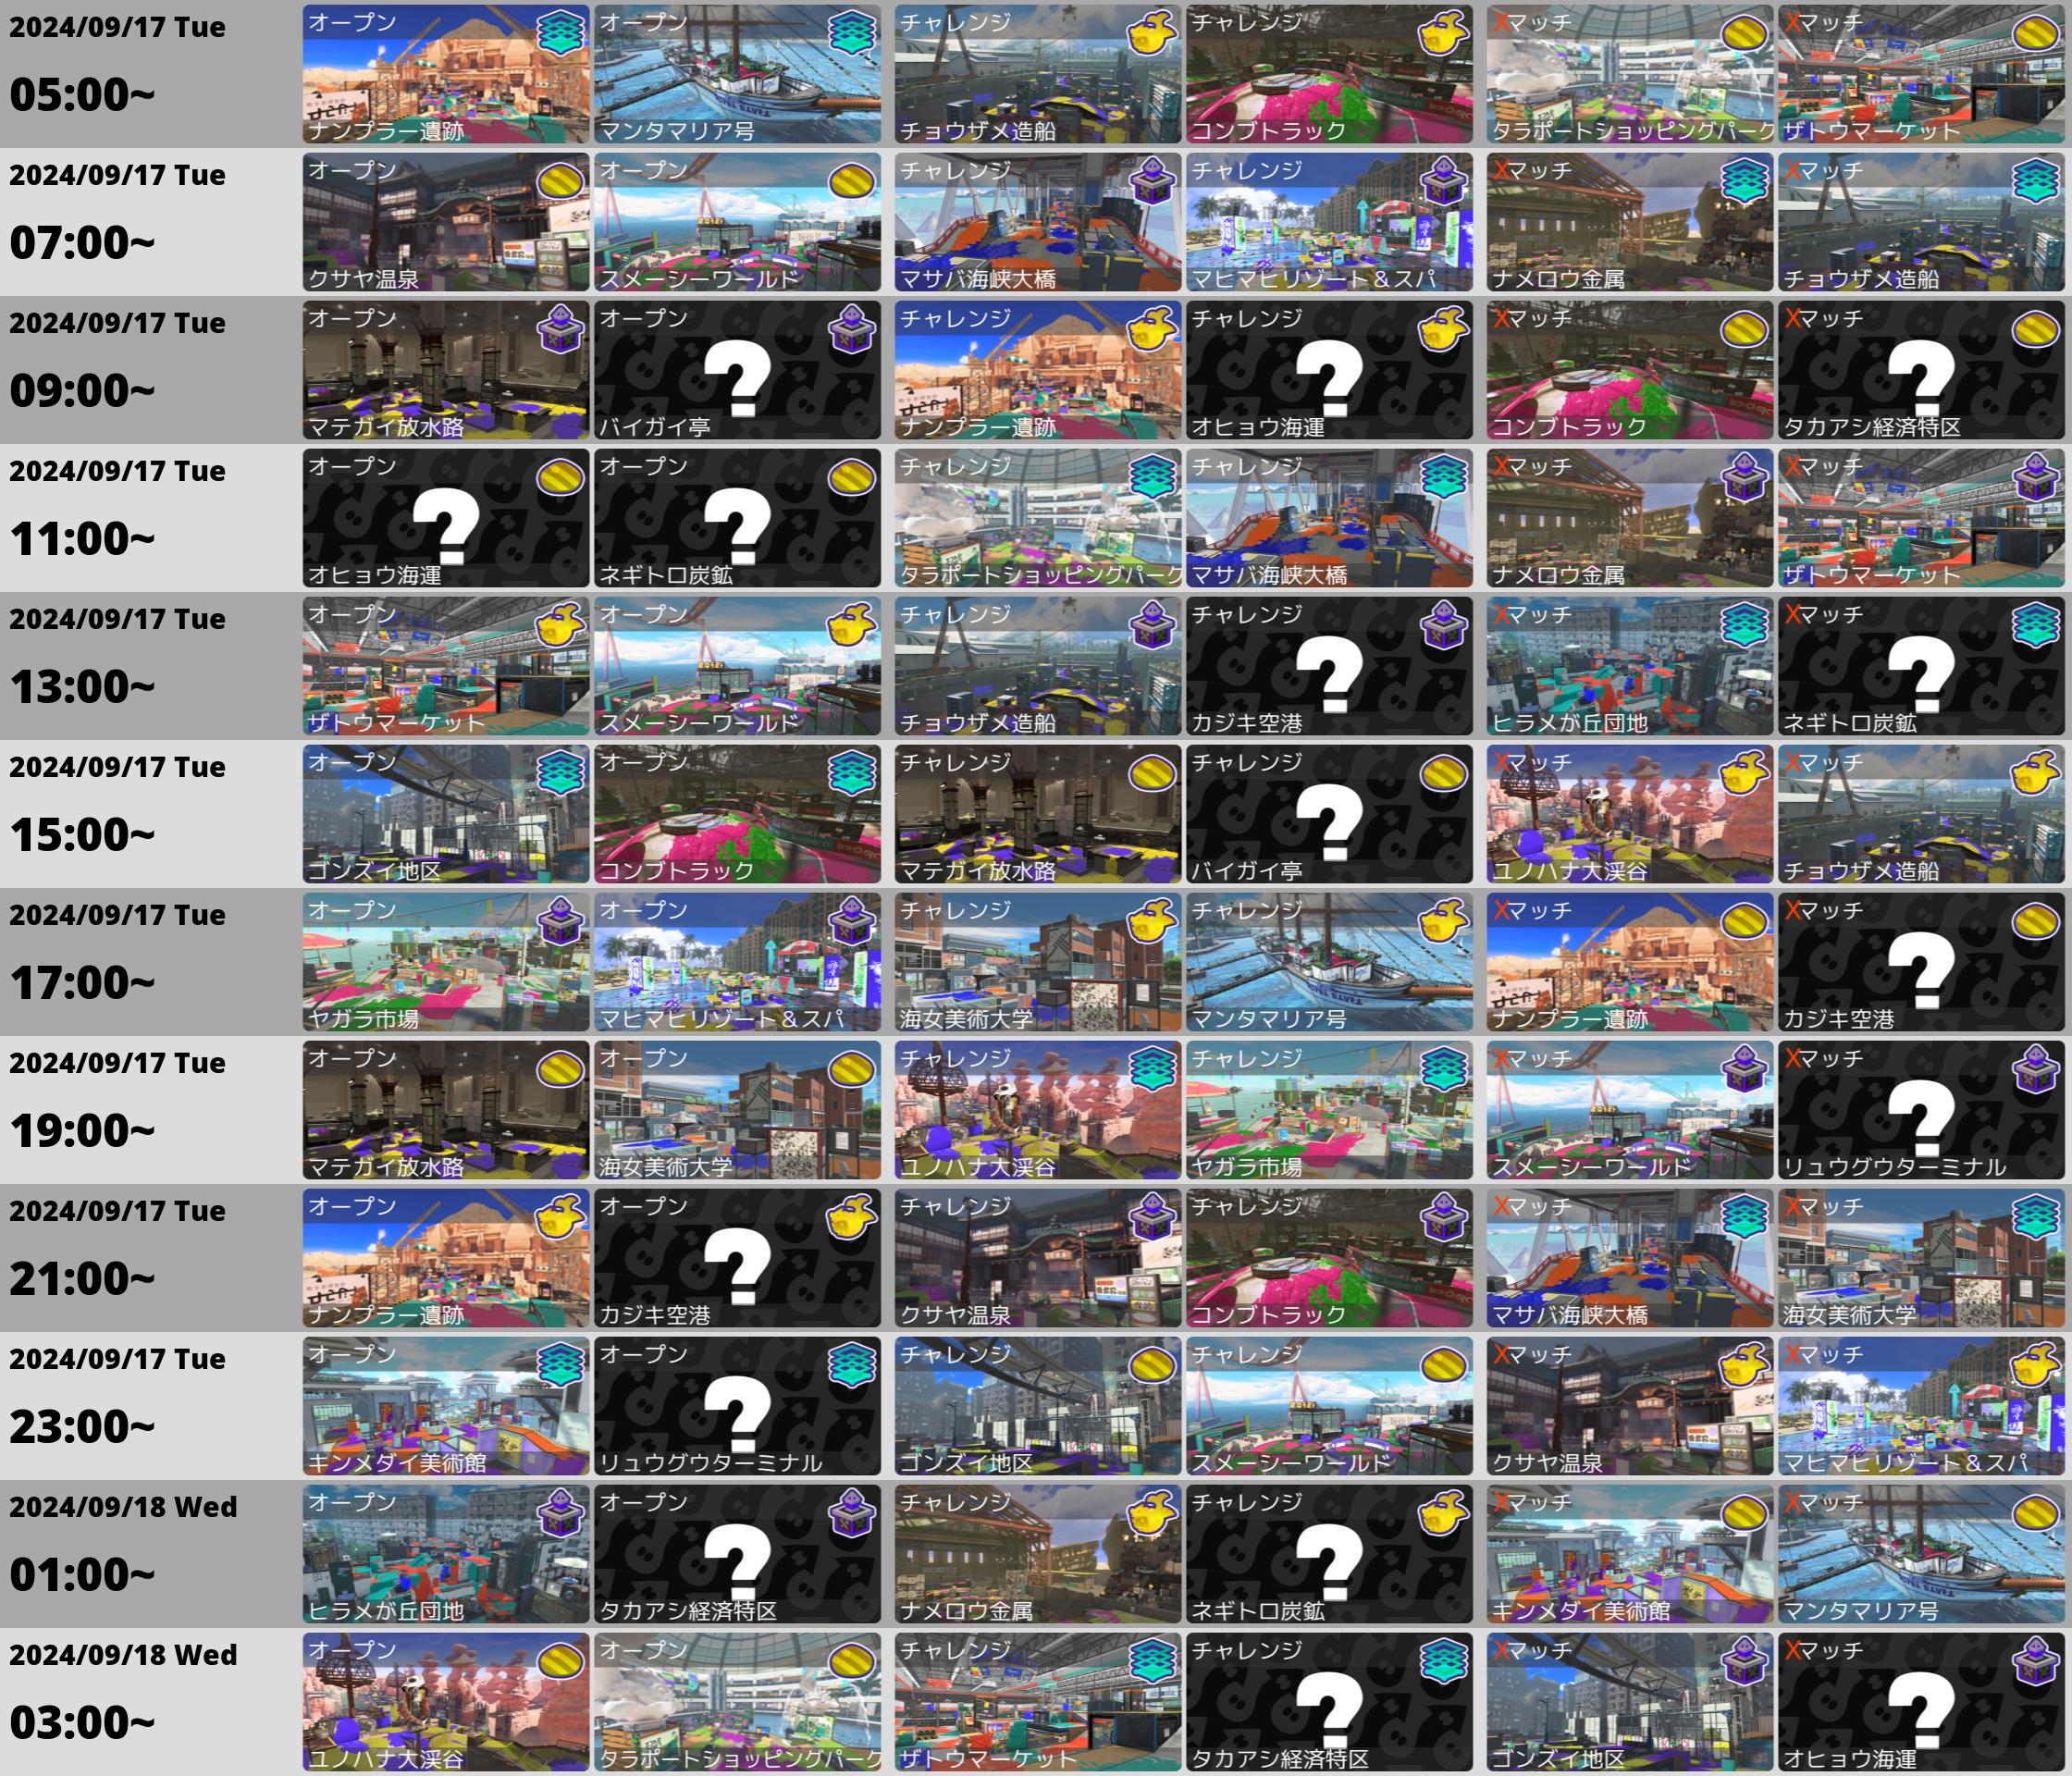 2024/09/17 Tue
05:00~
オープン
ナンプラー遺跡
オープン
マンタマリア号
チャレンジ
チョウザメ造船
チャレンジ
コンブトラック
Xマッチ
タラポートショッピングパーク
Xマッチ
ザトウマーケット
2024/09/17 Tue
07:00~
オープン
クサヤ温泉
オープン
スメーシーワールド
チャレンジ
マサバ海峡大橋
チャレンジ
マヒマヒリゾート&スパ
Xマッチ
ナメロウ金属
Xマッチ
チョウザメ造船
2024/09/17 Tue
09:00~
オープン
マテガイ放水路
オープン
?
バイガイ亭
チャレンジ
ナンプラー遺跡
チャレンジ
?
オヒョウ海運
Xマッチ
コンブトラック
Xマッチ
?
タカアシ経済特区
2024/09/17 Tue
11:00~
オープン
?
オヒョウ海運
オープン
?
ネギトロ炭鉱
チャレンジ
タラポートショッピングパーク
チャレンジ
マサバ海峡大橋
Xマッチ
ナメロウ金属
Xマッチ
ザトウマーケット
2024/09/17 Tue
13:00~
オープン
ザトウマーケット
オープン
スメーシーワールド
チャレンジ
チョウザメ造船
チャレンジ
?
カジキ空港
Xマッチ
ヒラメが丘団地
Xマッチ
?
ネギトロ炭鉱
2024/09/17 Tue
15:00~
オープン
ゴンズイ地区
オープン
コンブトラック
チャレンジ
マテガイ放水路
チャレンジ
?
バイガイ亭
Xマッチ
ユノハナ大渓谷
Xマッチ
チョウザメ造船
2024/09/17 Tue
17:00~
オープン
ヤガラ市場
オープン
マヒマヒリゾート&スパ
チャレンジ
海女美術大学
チャレンジ
マンタマリア号
Xマッチ
ナンプラー遺跡
Xマッチ
?
カジキ空港
2024/09/17 Tue
19:00~
オープン
マテガイ放水路
オープン
海女美術大学
チャレンジ
ユノハナ大渓谷
チャレンジ
ヤガラ市場
Xマッチ
スメーシーワールド
Xマッチ
?
リュウグウターミナル
2024/09/17 Tue
21:00~
オープン
ナンプラー遺跡
オープン
?
カジキ空港
チャレンジ
クサヤ温泉
チャレンジ
コンブトラック
Xマッチ
マサバ海峡大橋
Xマッチ
海女美術大学
2024/09/17 Tue
23:00~
オープン
キンメダイ美術館
オープン
?
リュウグウターミナル
チャレンジ
ゴンズイ地区
チャレンジ
スメーシーワールド
Xマッチ
クサヤ温泉
Xマッチ
マヒマヒリゾート&スパ
2024/09/18 Wed
01:00~
オープン
ヒラメが丘団地
オープン
?
タカアシ経済特区
チャレンジ
ナメロウ金属
チャレンジ
?
ネギトロ炭鉱
Xマッチ
キンメダイ美術館
Xマッチ
マンタマリア号
2024/09/18 Wed
03:00~
オープン
ユノハナ大渓谷
オープン
タラポートショッピングパーク
チャレンジ
ザトウマーケット
チャレンジ
?
タカアシ経済特区
Xマッチ
ゴンズイ地区
Xマッチ
?
オヒョウ海運